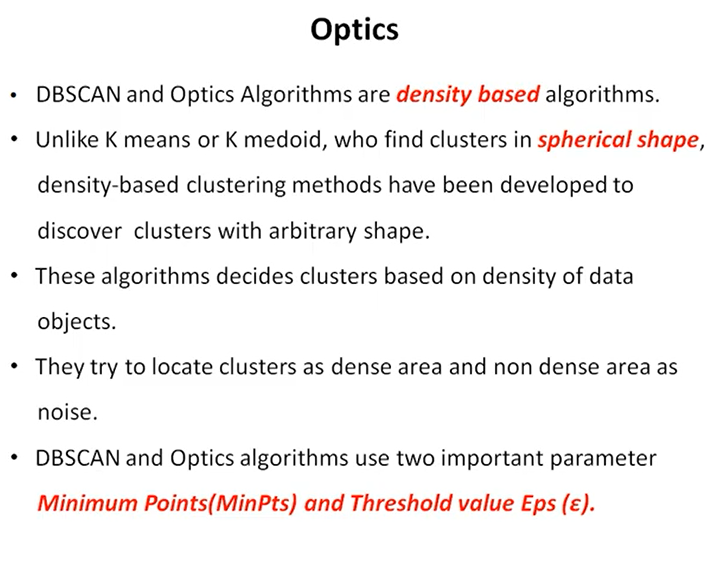 Optics
• DBSCAN and Optics Algorithms are density based algorithms.
• Unlike K means or K medoid, who find clusters in spherical shape,
density-based clustering methods have been developed to
discover clusters with arbitrary shape.
• These algorithms decides clusters based on density of data
objects.
• They try to locate clusters as dense area and non dense area as
noise.
• DBSCAN and Optics algorithms use two important parameter
Minimum Points(MinPts) and Threshold value Eps (ε).